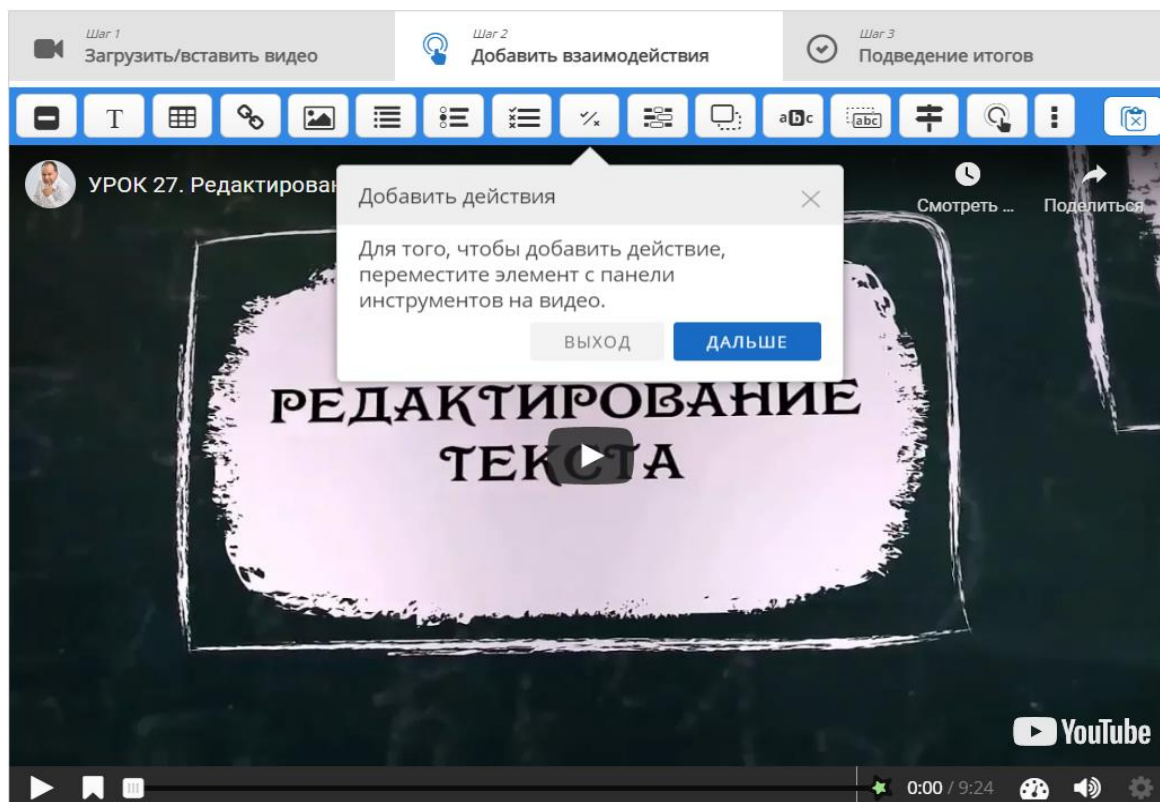 Шаг 1
Загрузить/вставить видео
Шаг 2
Добавить взаимодействия
Шаг 3
Подведение итогов
T
abc
abc
УРОК 27. Редактирован
Смотреть ...
Поделиться
Добавить действия
Для того, чтобы добавить действие,
переместите элемент с панели
инструментов на видео.
ВЫХОД
ДАЛЬШЕ
РЕДАКТИРОВАНИЕ
ТЕКСТА
YouTube
0:00 / 9:24